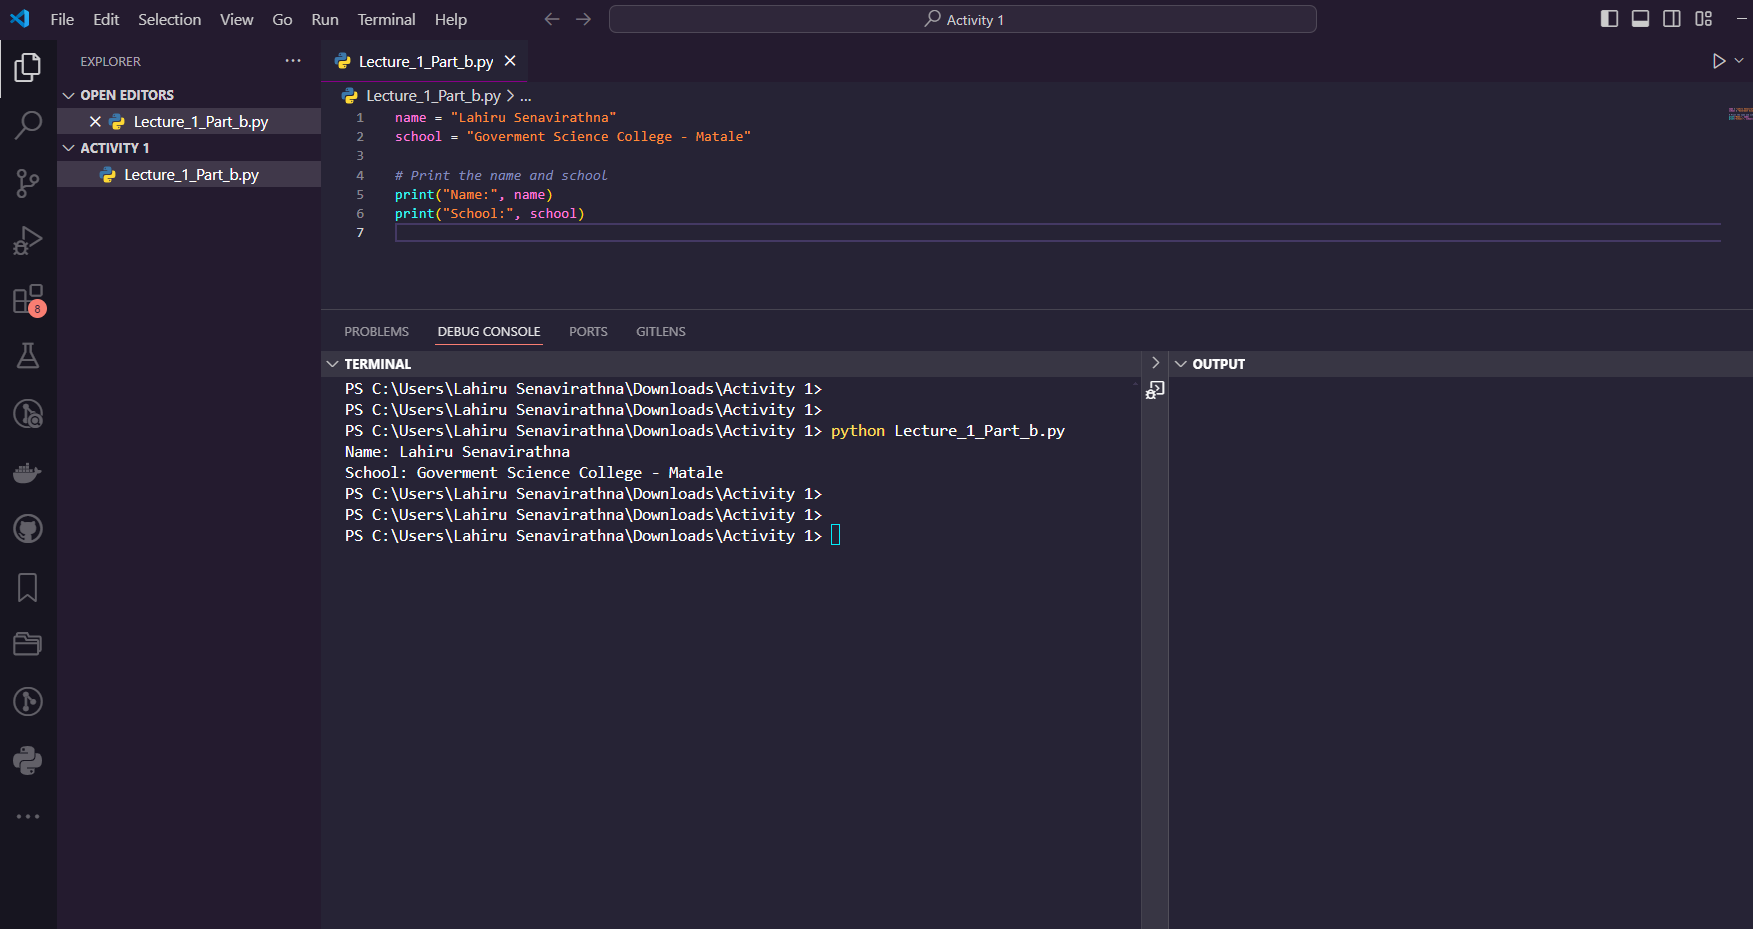 File Edit Selection View Go Run Terminal Help
Activity 1
EXPLORER
OPEN EDITORS
Lecture_1_Part_b.py
ACTIVITY 1
Lecture_1_Part_b.py
8
Lecture_1_Part_b.py
Lecture_1_Part_b.py > ...
1 name = "Lahiru Senavirathna"
2 school = "Goverment Science College - Matale"
3
4 # Print the name and school
5 print("Name:", name)
6 print("School:", school)
7
PROBLEMS DEBUG CONSOLE PORTS GITLENS
TERMINAL
PS C:\Users\Lahiru Senavirathna\Downloads\Activity 1>
PS C:\Users\Lahiru Senavirathna\Downloads\Activity 1>
PS C:\Users\Lahiru Senavirathna\Downloads\Activity 1> python Lecture_1_Part_b.py
Name: Lahiru Senavirathna
School: Goverment Science College - Matale
PS C:\Users\Lahiru Senavirathna\Downloads\Activity 1>
PS C:\Users\Lahiru Senavirathna\Downloads\Activity 1>
PS C:\Users\Lahiru Senavirathna\Downloads\Activity 1>
OUTPUT